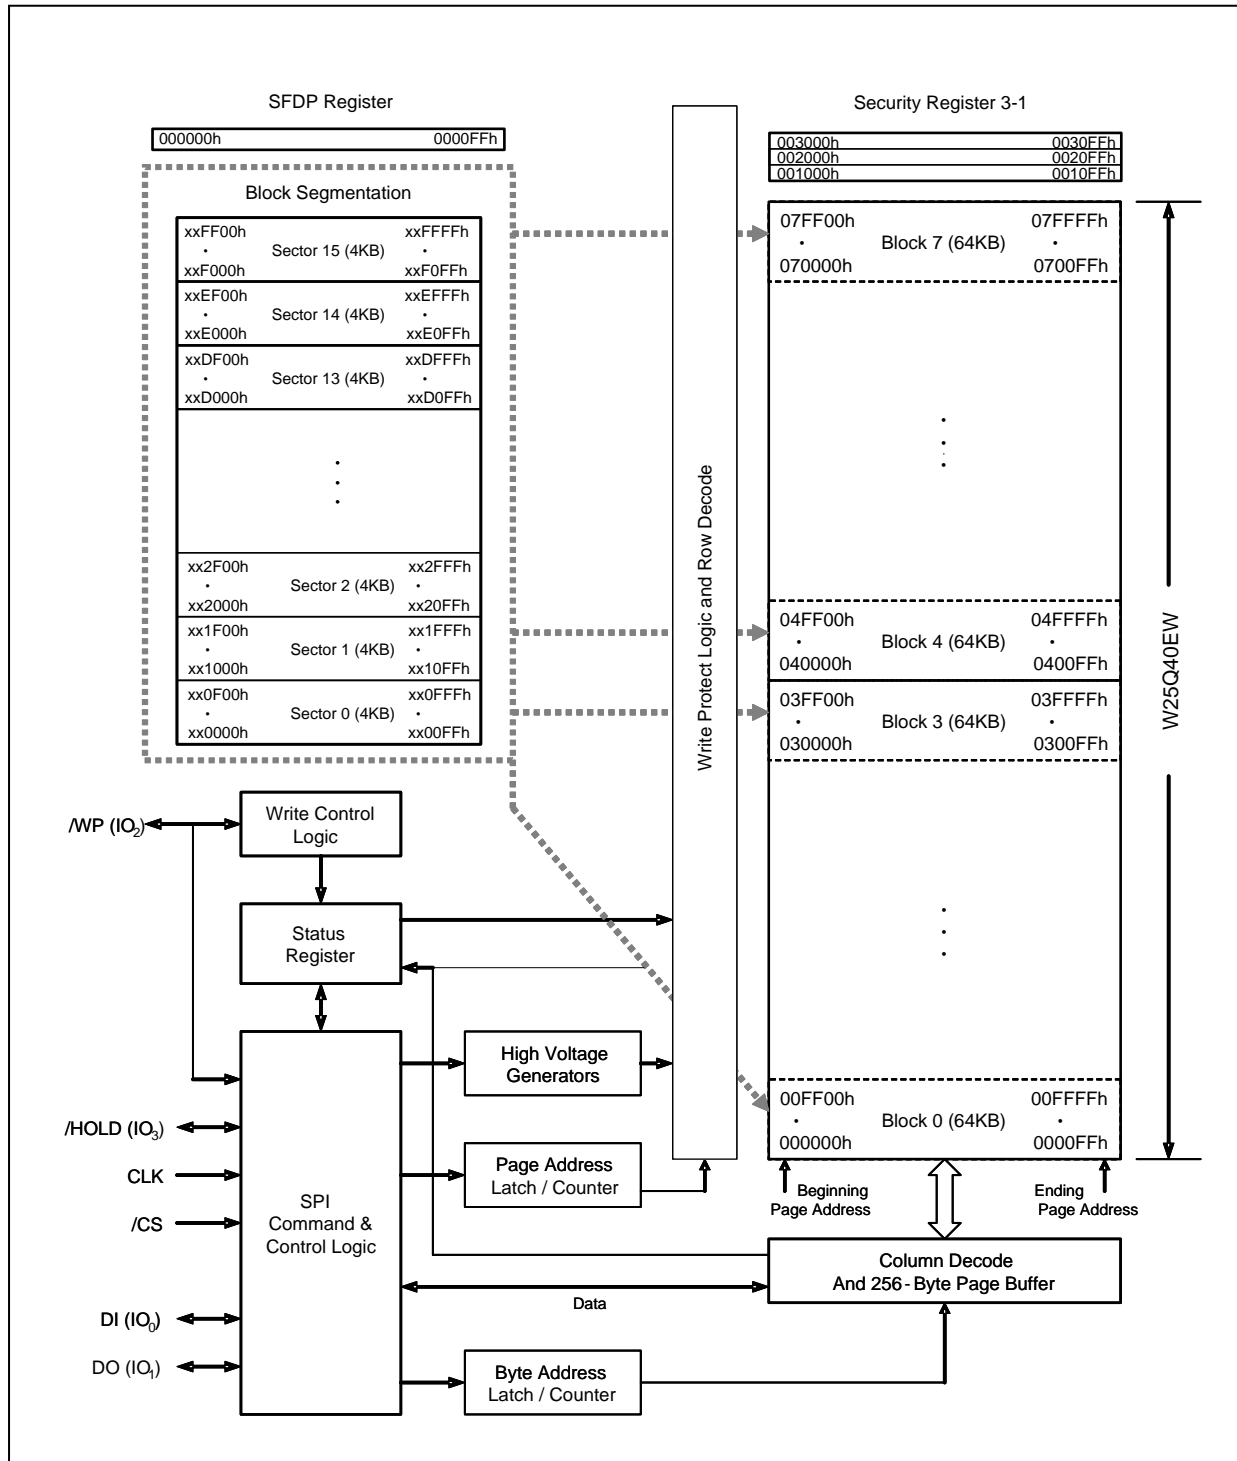 SFDP Register
000000h 0000FFh
Security Register 3-1
003000h 0030FFh
002000h 0020FFh
001000h 0010FFh
Block Segmentation
xxFF00h xxFFFFh
• Sector 15 (4KB) •
xxF000h xxF0FFh
xxEF00h xxEFFFh
• Sector 14 (4KB) •
xxE000h xxE0FFh
xxDF00h xxDFFFh
• Sector 13 (4KB) •
xxD000h xxD0FFh
xx2F00h xx2FFFh
• Sector 2 (4KB) •
xx2000h xx20FFh
xx1F00h xx1FFFh
• Sector 1 (4KB) •
xx1000h xx10FFh
xx0F00h xx0FFFh
• Sector 0 (4KB) •
xx0000h xx00FFh
Write Protect Logic and Row Decode
07FF00h 07FFFFh
• Block 7 (64KB) •
070000h 0700FFh
04FF00h 04FFFFh
• Block 4 (64KB) •
040000h 0400FFh
03FF00h 03FFFFh
• Block 3 (64KB) •
030000h 0300FFh
00FF00h 00FFFFh
• Block 0 (64KB) •
000000h 0000FFh
W25Q40EW
Beginning
Page Address
Ending
Page Address
/WP (IO₂)
Write Control
Logic
Status
Register
High Voltage
Generators
/HOLD (IO₃)
CLK
/CS
DI (IO₀)
DO (IO₁)
SPI
Command &
Control Logic
Page Address
Latch / Counter
Column Decode
And 256-Byte Page Buffer
Data
Byte Address
Latch / Counter